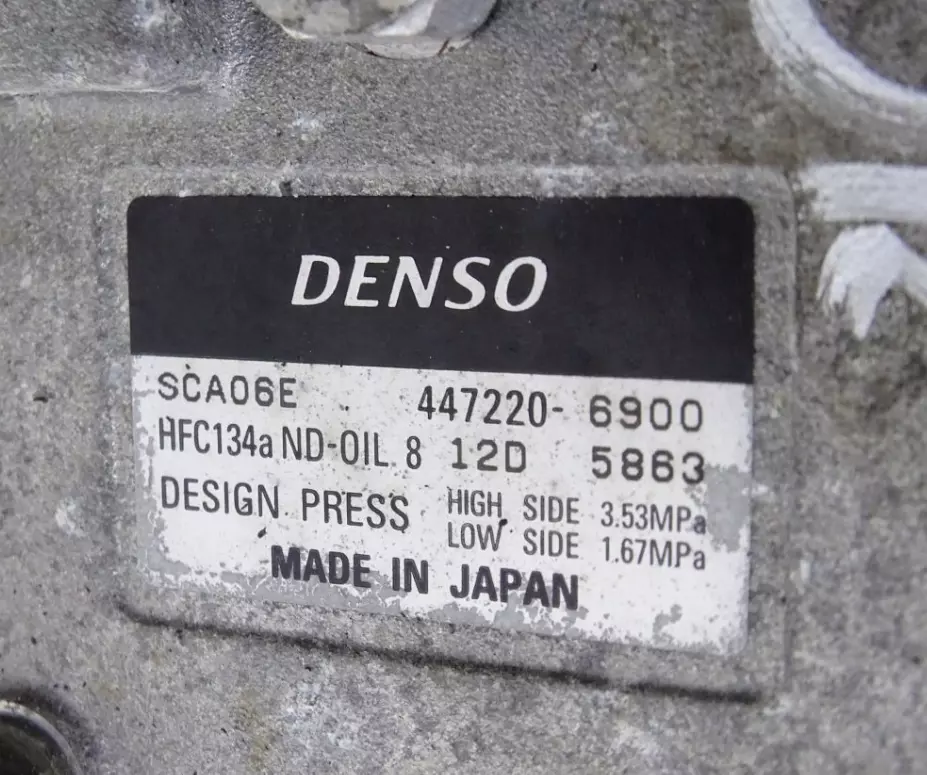 DENSO
SCA06E 447220-6900
HFC134a ND-OIL 8 12D 5863
DESIGN PRESS HIGH SIDE 3.53MPa
LOW SIDE 1.67MPa
MADE IN JAPAN